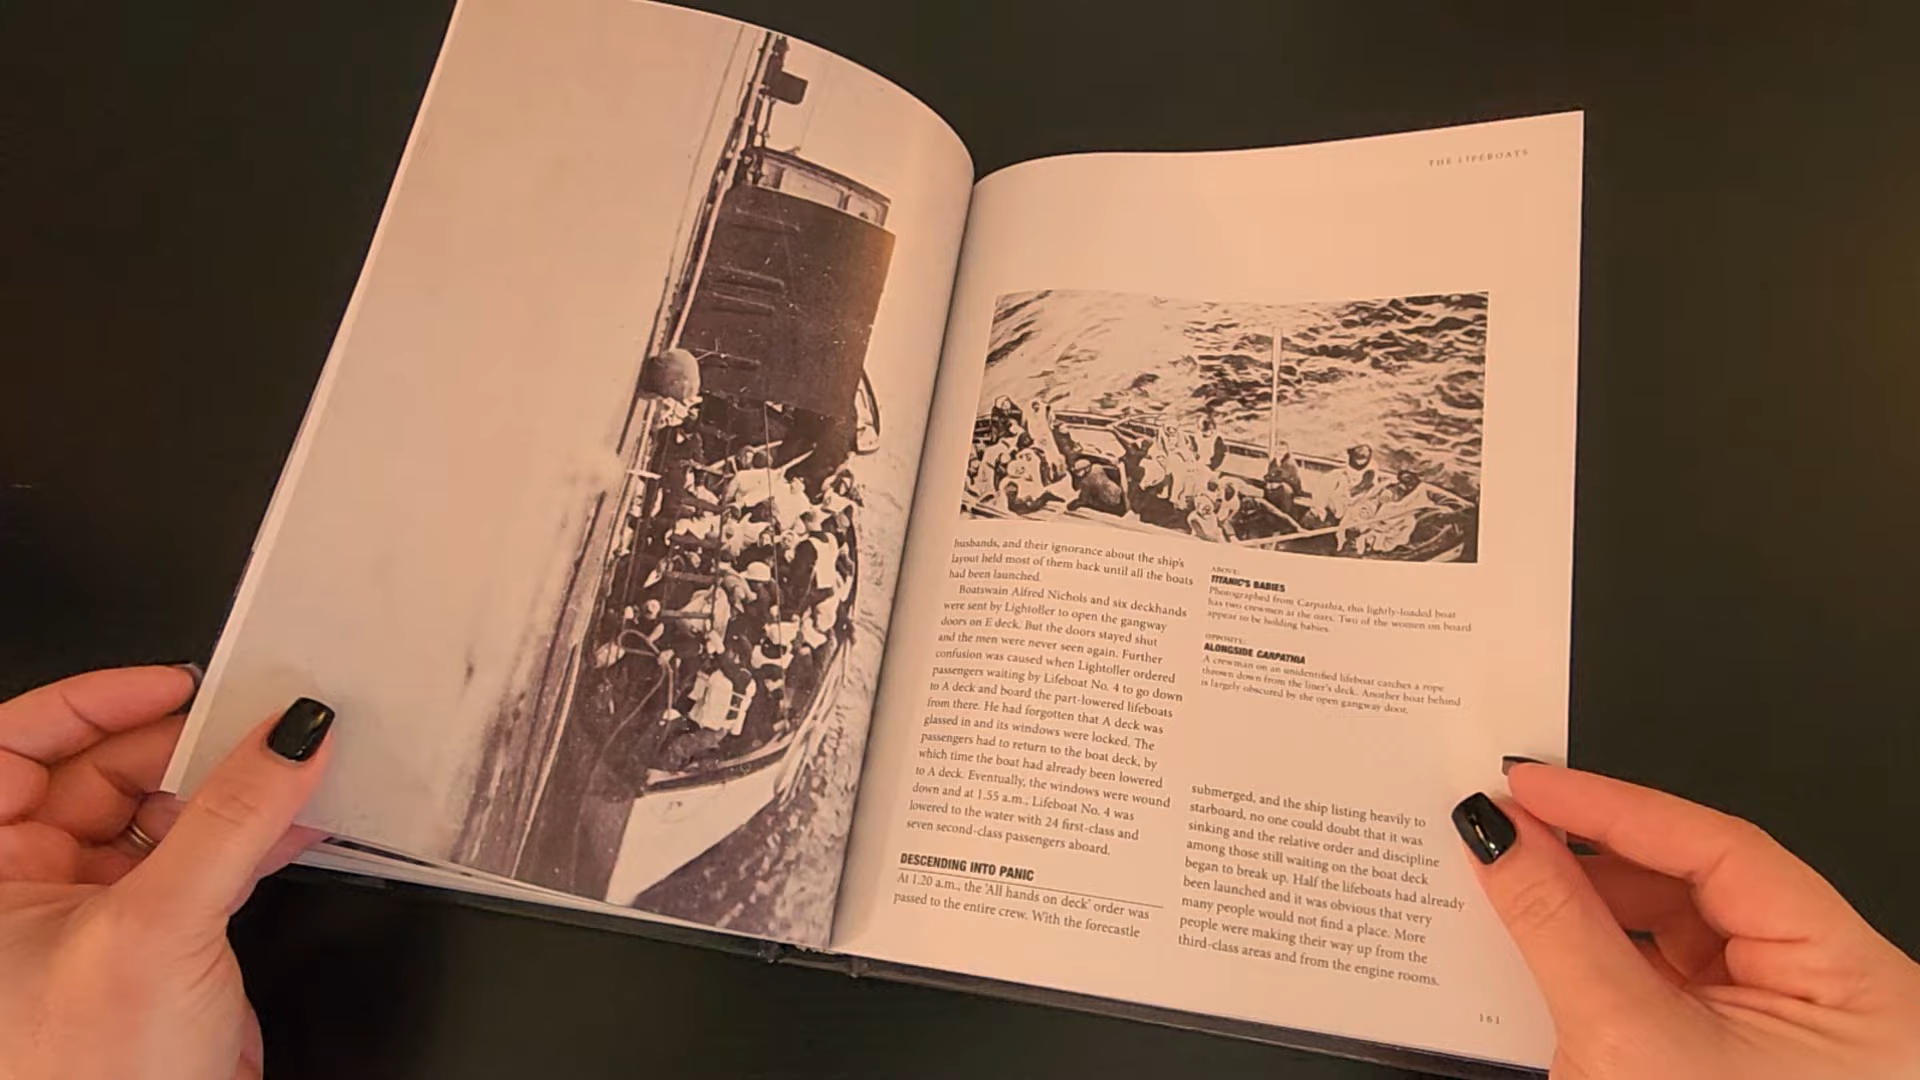 THE LIFEBOATS
husbands, and their ignorance about the ship's
layout held most of them back until all the boats
had been launched.
Boatswain Alfred Nichols and six deckhands
were sent by Lightoller to open the gangway
doors on E deck. But the doors stayed shut
and the men were never seen again. Further
confusion was caused when Lightoller ordered
passengers waiting by Lifeboat No. 4 to go down
to A deck and board the part-lowered lifeboats
from there. He had forgotten that A deck was
glassed in and its windows were locked. The
passengers had to return to the boat deck, by
which time the boat had already been lowered
to A deck. Eventually, the windows were wound
down and at 1.55 a.m., Lifeboat No. 4 was
lowered to the water with 24 first-class and
seven second-class passengers aboard.
DESCENDING INTO PANIC
At 1.20 a.m., the 'All hands on deck' order was
passed to the entire crew. With the forecastle
ABOVE:
TITANIC'S BABIES
Photographed from Carpathia, this lightly-loaded boat
has two crewmen at the oars. Two of the women on board
appear to be holding babies.
OPPOSITE:
ALONGSIDE CARPATHIA
A crewman on an unidentified lifeboat catches a rope
thrown down from the liner's deck. Another boat behind
is largely obscured by the open gangway door.
submerged, and the ship listing heavily to
starboard, no one could doubt that it was
sinking and the relative order and discipline
among those still waiting on the boat deck
began to break up. Half the lifeboats had already
been launched and it was obvious that very
many people would not find a place. More
people were making their way up from the
third-class areas and from the engine rooms.
161